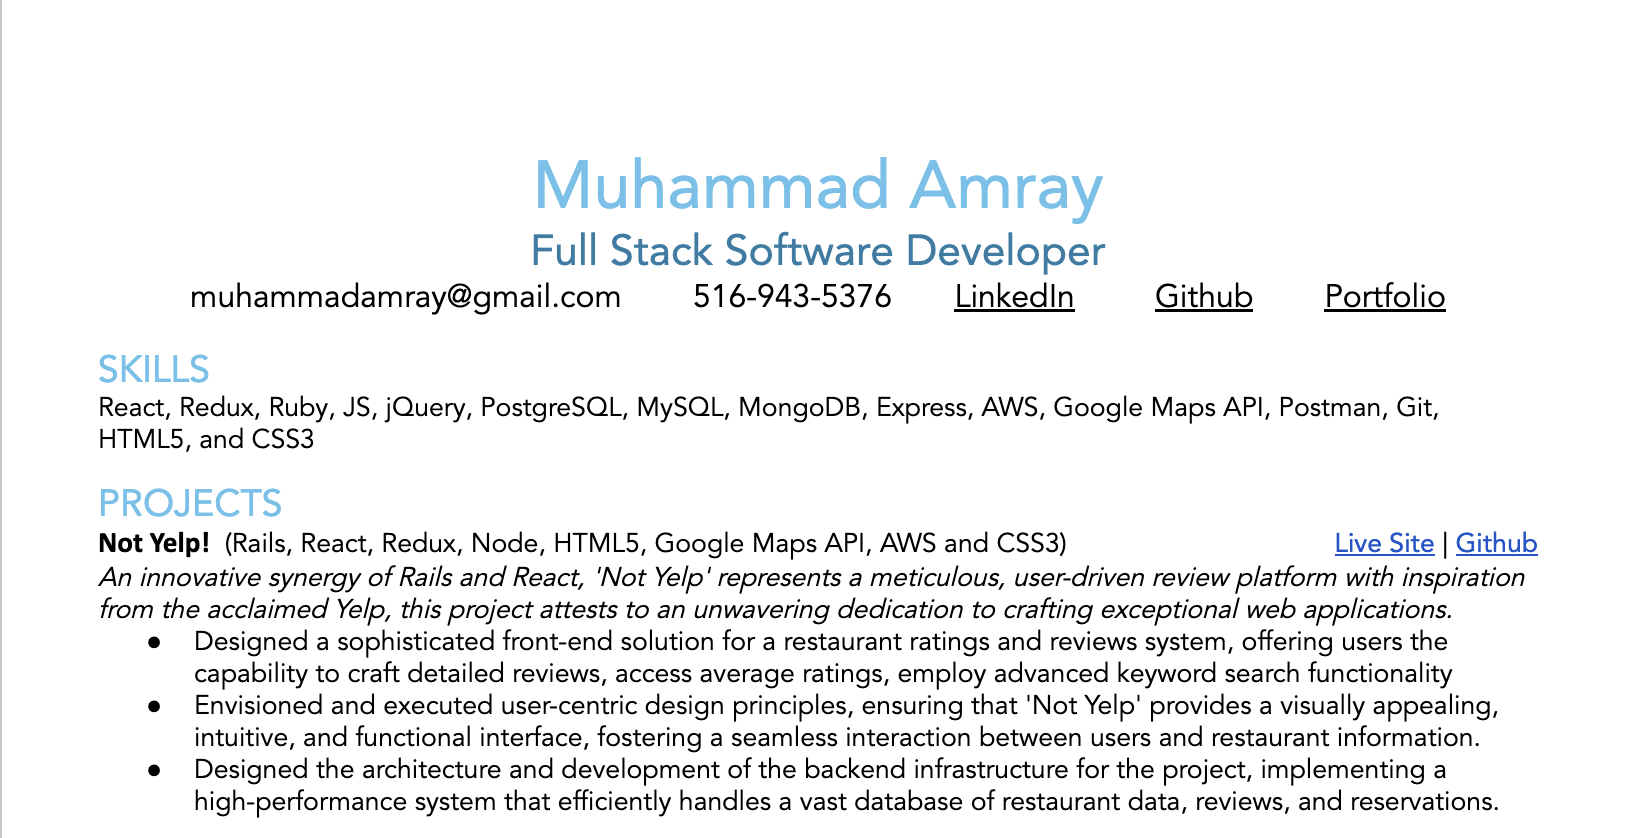 Muhammad Amray
Full Stack Software Developer
muhammadamray@gmail.com 516-943-5376 LinkedIn Github Portfolio
SKILLS
React, Redux, Ruby, JS, jQuery, PostgreSQL, MySQL, MongoDB, Express, AWS, Google Maps API, Postman, Git,
HTML5, and CSS3
PROJECTS
Not Yelp! (Rails, React, Redux, Node, HTML5, Google Maps API, AWS and CSS3) Live Site | Github
An innovative synergy of Rails and React, 'Not Yelp' represents a meticulous, user-driven review platform with inspiration
from the acclaimed Yelp, this project attests to an unwavering dedication to crafting exceptional web applications.
● Designed a sophisticated front-end solution for a restaurant ratings and reviews system, offering users the
capability to craft detailed reviews, access average ratings, employ advanced keyword search functionality
● Envisioned and executed user-centric design principles, ensuring that 'Not Yelp' provides a visually appealing,
intuitive, and functional interface, fostering a seamless interaction between users and restaurant information.
● Designed the architecture and development of the backend infrastructure for the project, implementing a
high-performance system that efficiently handles a vast database of restaurant data, reviews, and reservations.